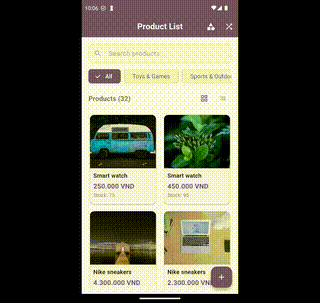 10:06
Product List
Search products
All
Toys & Games
Sports & Outdo
Products (32)
Smart watch
250.000 VND
Stock: 75
Smart watch
450.000 VND
Stock: 95
Nike sneakers
4.300.000 VND
Nike sneakers
2.300.000 VND